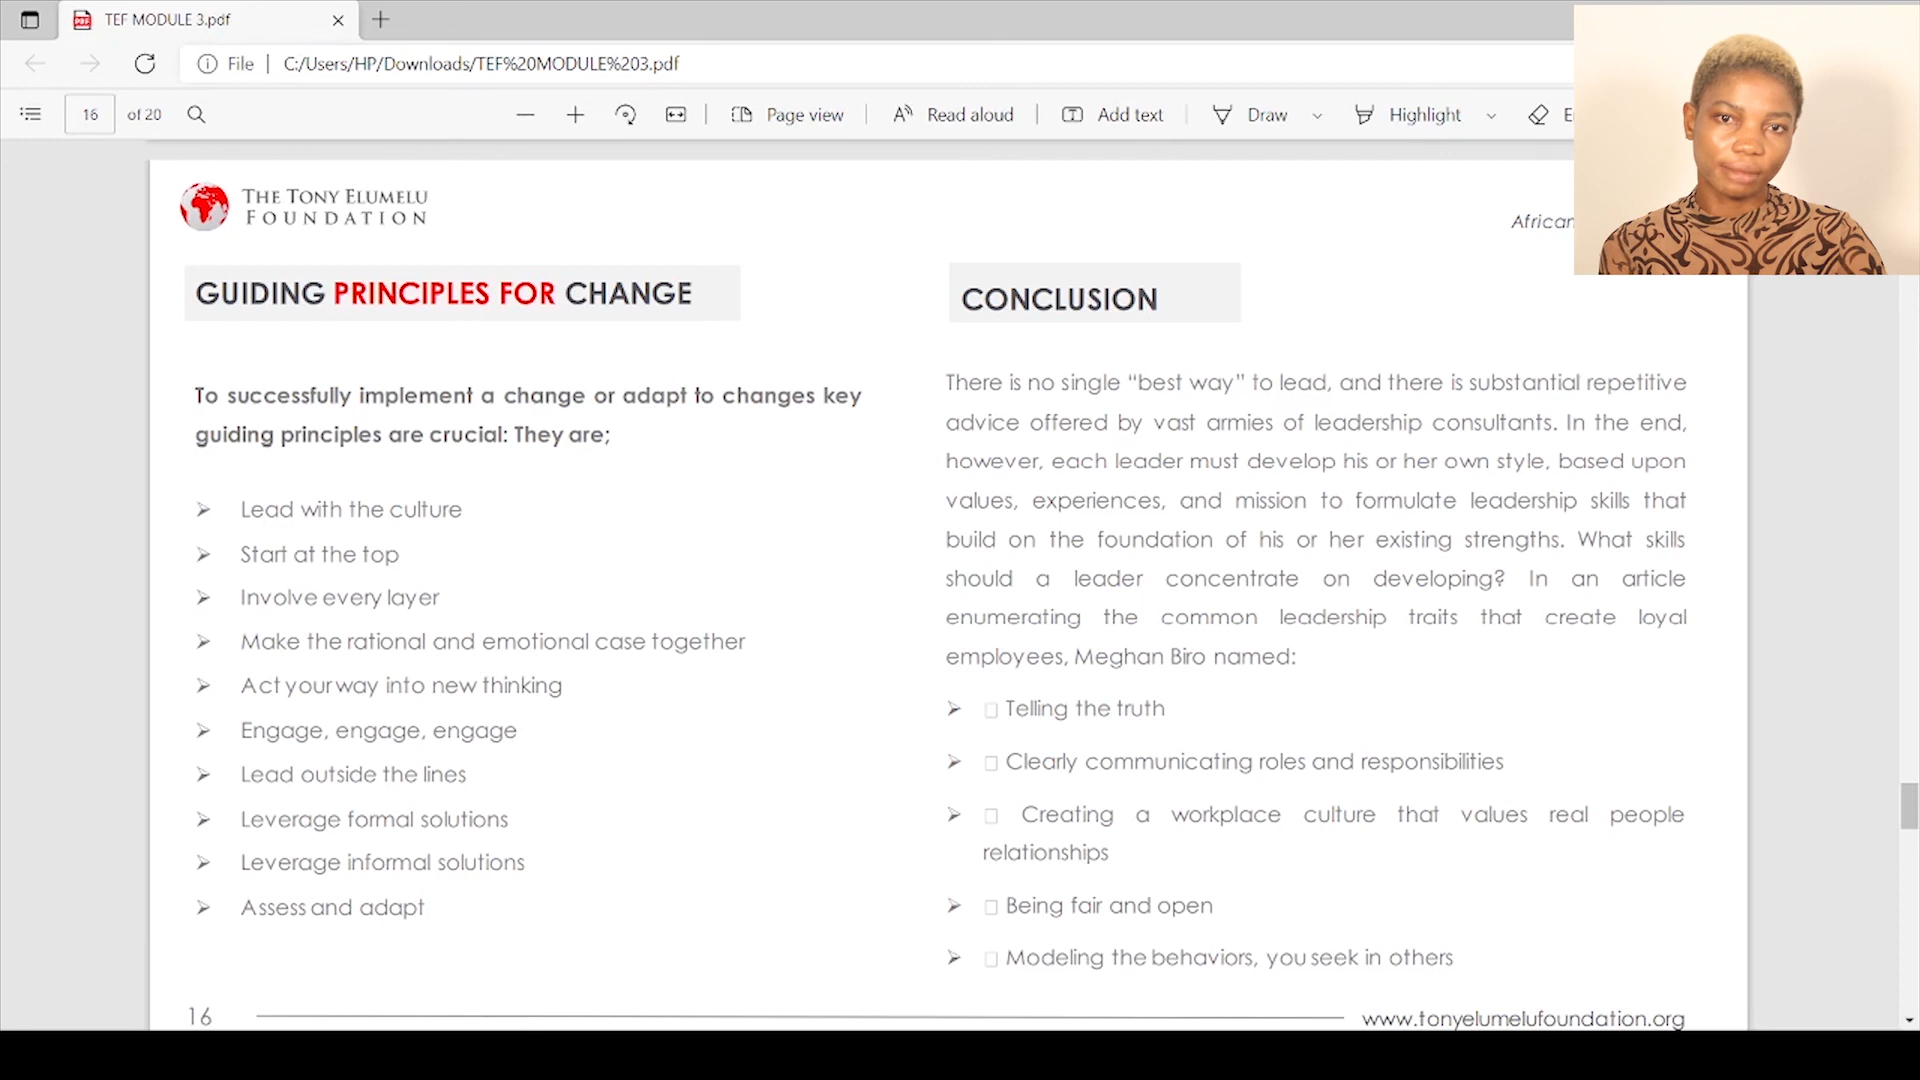 TEF MODULE 3.pdf
File
C:/Users/HP/Downloads/TEF%20MODULE%203.pdf
16 of 20
Page view
Read aloud
Add text
Draw
Highlight
THE TONY ELUMELU
FOUNDATION
African
GUIDING PRINCIPLES FOR CHANGE
To successfully implement a change or adapt to changes key
guiding principles are crucial: They are;
➢ Lead with the culture
➢ Start at the top
➢ Involve every layer
➢ Make the rational and emotional case together
➢ Act your way into new thinking
➢ Engage, engage, engage
➢ Lead outside the lines
➢ Leverage formal solutions
➢ Leverage informal solutions
➢ Assess and adapt
CONCLUSION
There is no single “best way” to lead, and there is substantial repetitive
advice offered by vast armies of leadership consultants. In the end,
however, each leader must develop his or her own style, based upon
values, experiences, and mission to formulate leadership skills that
build on the foundation of his or her existing strengths. What skills
should a leader concentrate on developing? In an article
enumerating the common leadership traits that create loyal
employees, Meghan Biro named:
➢ Telling the truth
➢ Clearly communicating roles and responsibilities
➢ Creating a workplace culture that values real people
relationships
➢ Being fair and open
➢ Modeling the behaviors, you seek in others
16
www.tonyelumelufoundation.org